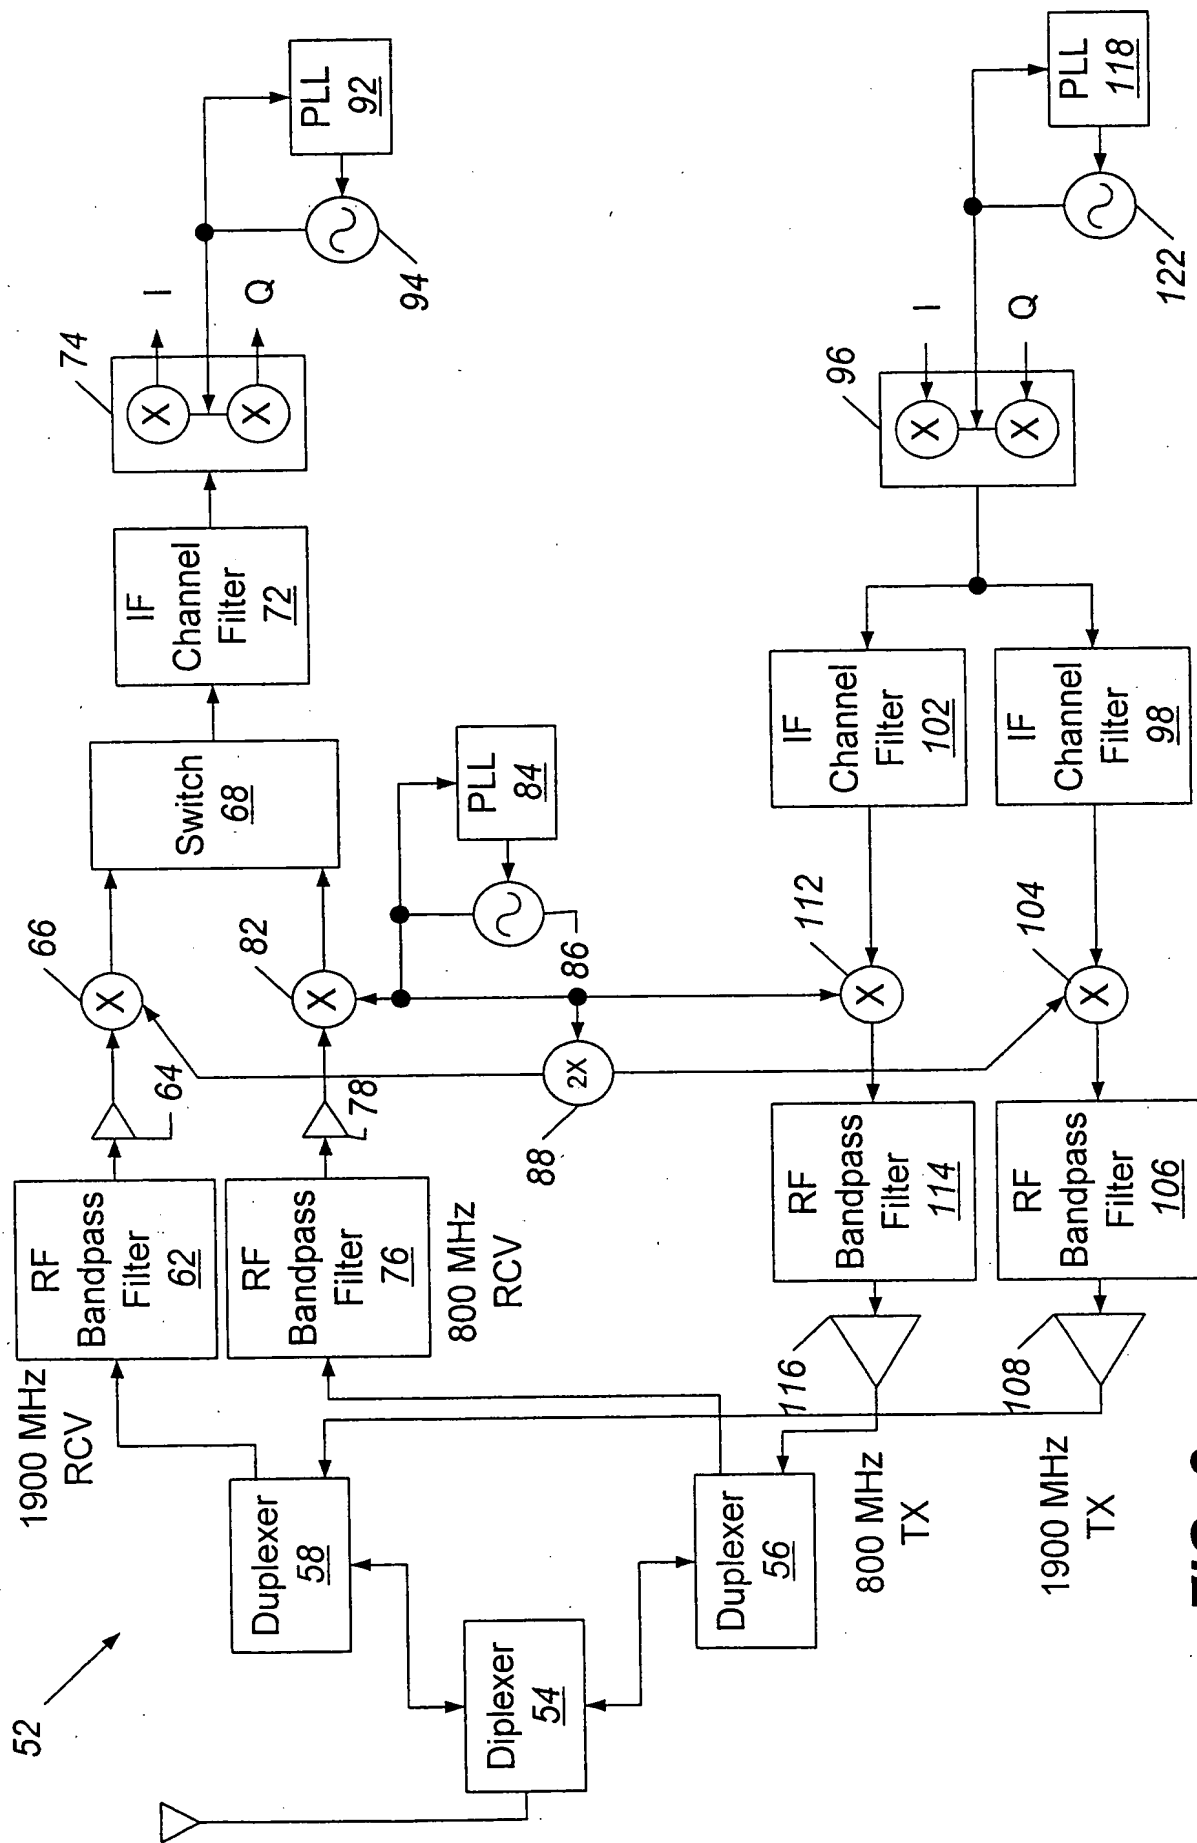 52
1900 MHz
RCV
RF
Bandpass
Filter
62
64
66
Switch
68
IF
Channel
Filter
72
74
X
X
I
Q
PLL
92
94
Duplexer
58
RF
Bandpass
Filter
76
800 MHz
RCV
78
82
X
X
PLL
84
86
2X
88
Diplexer
54
Duplexer
56
800 MHz
TX
116
RF
Bandpass
Filter
114
112
X
IF
Channel
Filter
102
96
X
X
I
Q
PLL
118
122
1900 MHz
TX
108
RF
Bandpass
Filter
106
104
X
IF
Channel
Filter
98